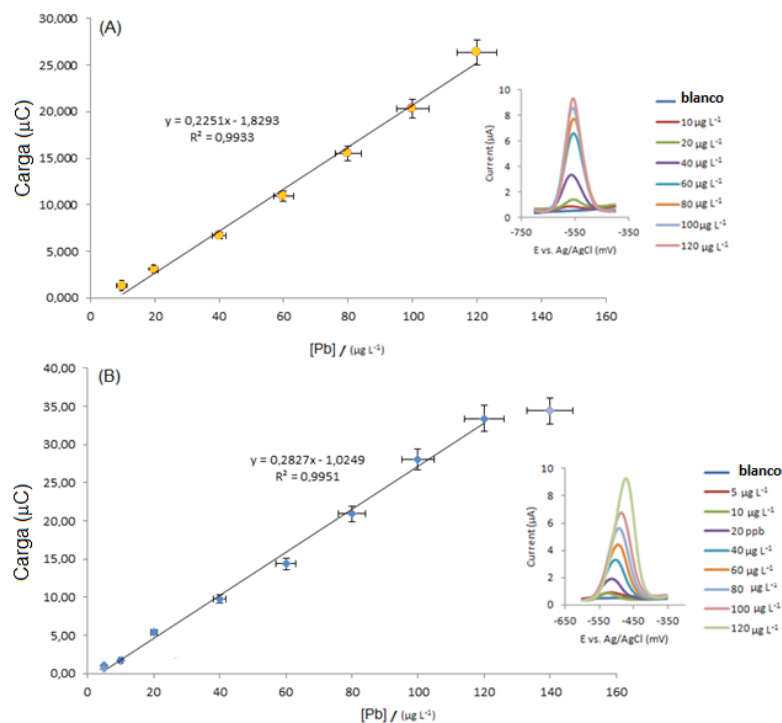 (A)
30,000
25,000
20,000
15,000
10,000
5,000
0,000
Carga (µC)
y = 0,2251x - 1,8293
R² = 0,9933
0 20 40 60 80 100 120 140 160
[Pb] / (µg L⁻¹)
10
8
6
4
2
0
Current (µA)
-750 -550 -350
E vs. Ag/AgCl (mV)
blanco
10 µg L⁻¹
20 µg L⁻¹
40 µg L⁻¹
60 µg L⁻¹
80 µg L⁻¹
100 µg L⁻¹
120 µg L⁻¹
(B)
40,00
35,00
30,00
25,00
20,00
15,00
10,00
5,00
0,00
Carga (µC)
y = 0,2827x - 1,0249
R² = 0,9951
0 20 40 60 80 100 120 140 160
[Pb] / (µg L⁻¹)
10
8
6
4
2
0
Current (µA)
-650 -550 -450 -350
E vs. Ag/AgCl (mV)
blanco
5 µg L⁻¹
10 µg L⁻¹
20 ppb
40 µg L⁻¹
60 µg L⁻¹
80 µg L⁻¹
100 µg L⁻¹
120 µg L⁻¹